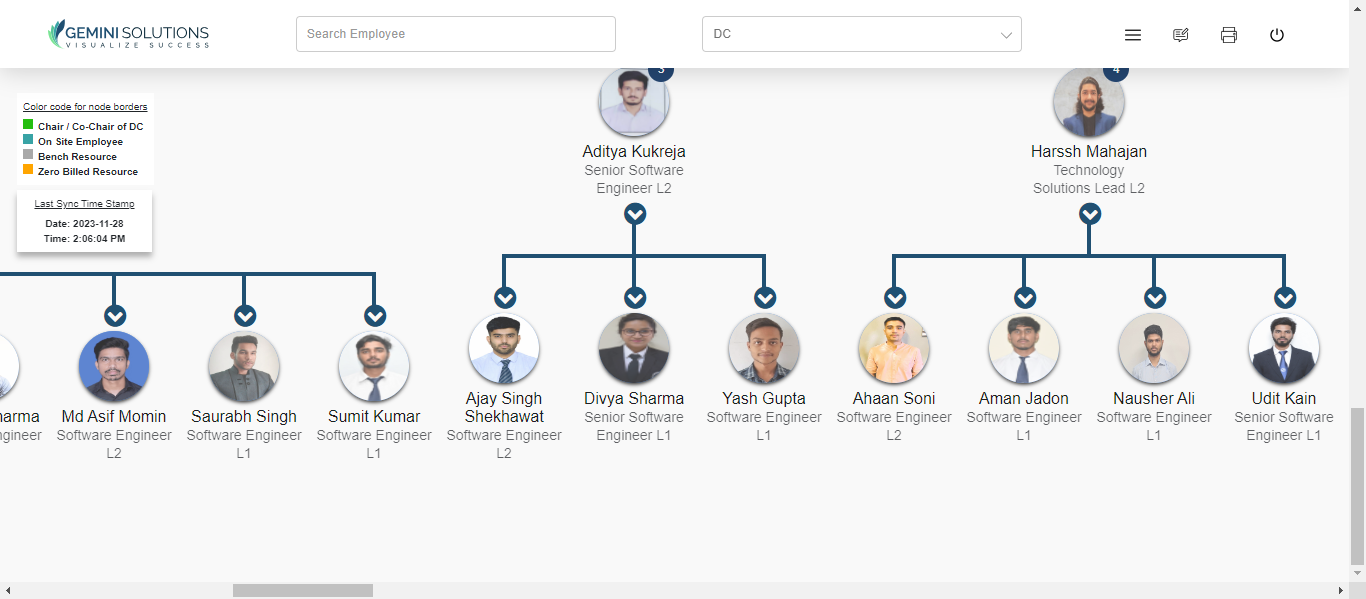 GEMINI SOLUTIONS
VISUALIZE SUCCESS
Search Employee
DC
3
4
Color code for node borders
Chair / Co-Chair of DC
On Site Employee
Bench Resource
Zero Billed Resource
Last Sync Time Stamp
Date: 2023-11-28
Time: 2:06:04 PM
Aditya Kukreja
Senior Software
Engineer L2
Harssh Mahajan
Technology
Solutions Lead L2
Md Asif Momin
Software Engineer
L2
Saurabh Singh
Software Engineer
L1
Sumit Kumar
Software Engineer
L1
Ajay Singh
Shekhawat
Software Engineer
L2
Divya Sharma
Senior Software
Engineer L1
Yash Gupta
Software Engineer
L1
Ahaan Soni
Software Engineer
L2
Aman Jadon
Software Engineer
L1
Nausher Ali
Software Engineer
L1
Udit Kain
Senior Software
Engineer L1